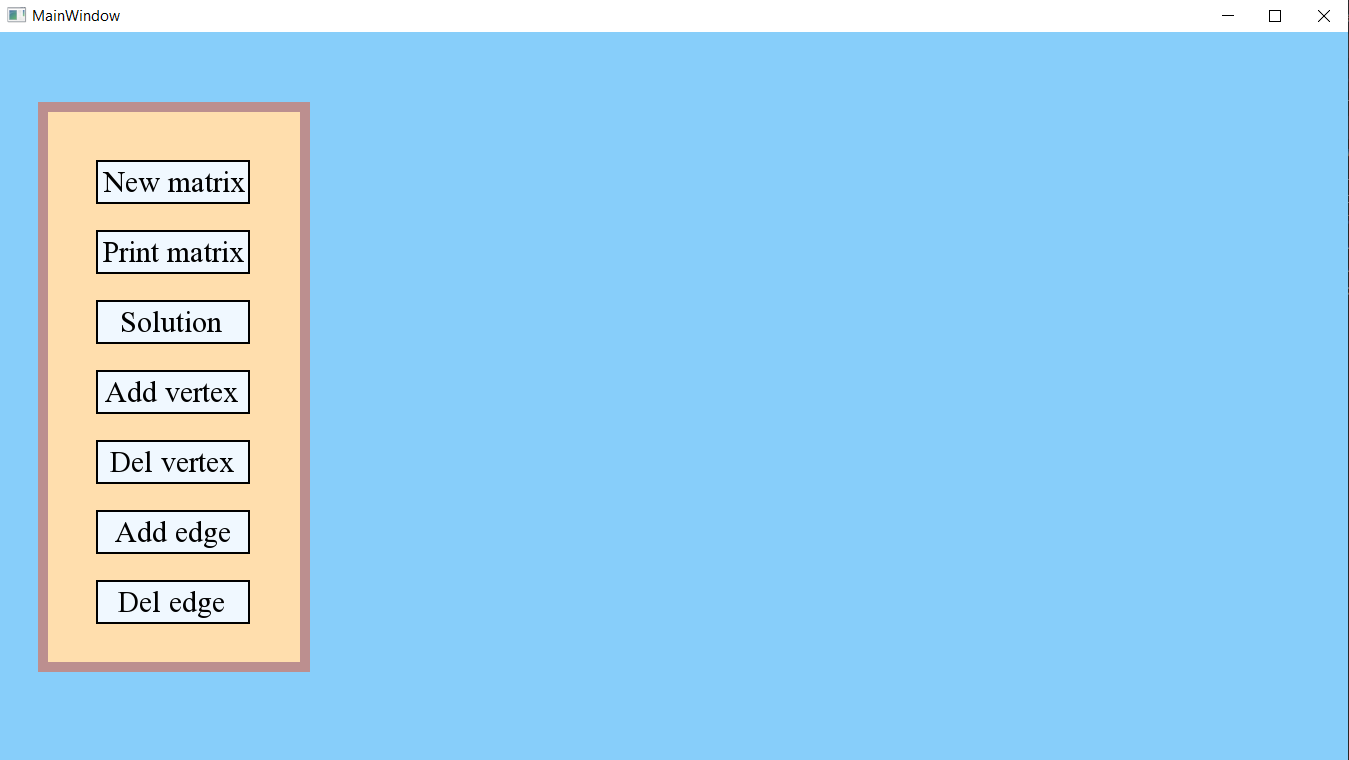 MainWindow
New matrix
Print matrix
Solution
Add vertex
Del vertex
Add edge
Del edge